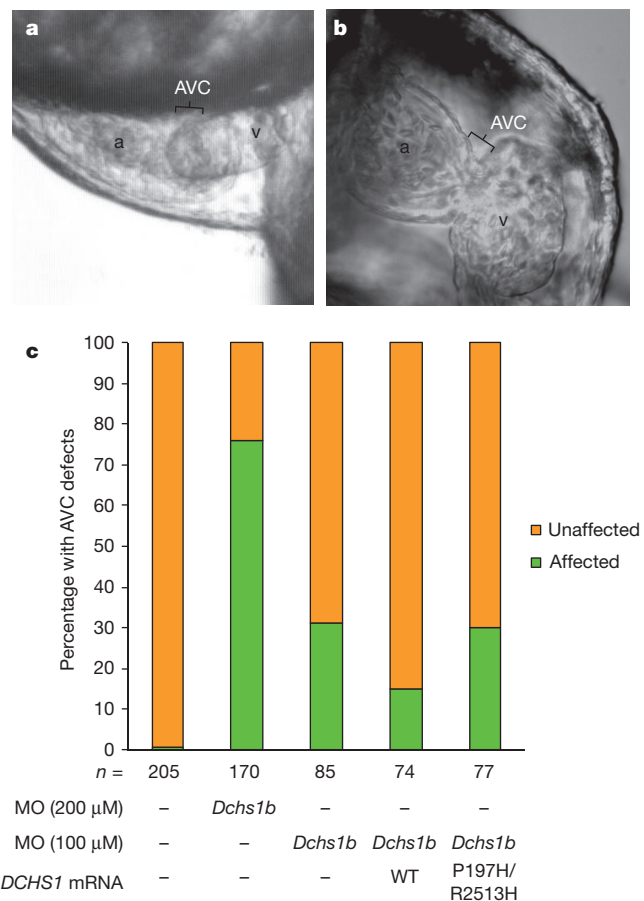 a
AVC
a
v
b
AVC
a
v
c
Percentage with AVC defects
100
90
80
70
60
50
40
30
20
10
0
Unaffected
Affected
n = 205 170 85 74 77
MO (200 μM) – Dchs1b – – –
MO (100 μM) – – Dchs1b Dchs1b Dchs1b
DCHS1 mRNA – – – WT P197H/
R2513H